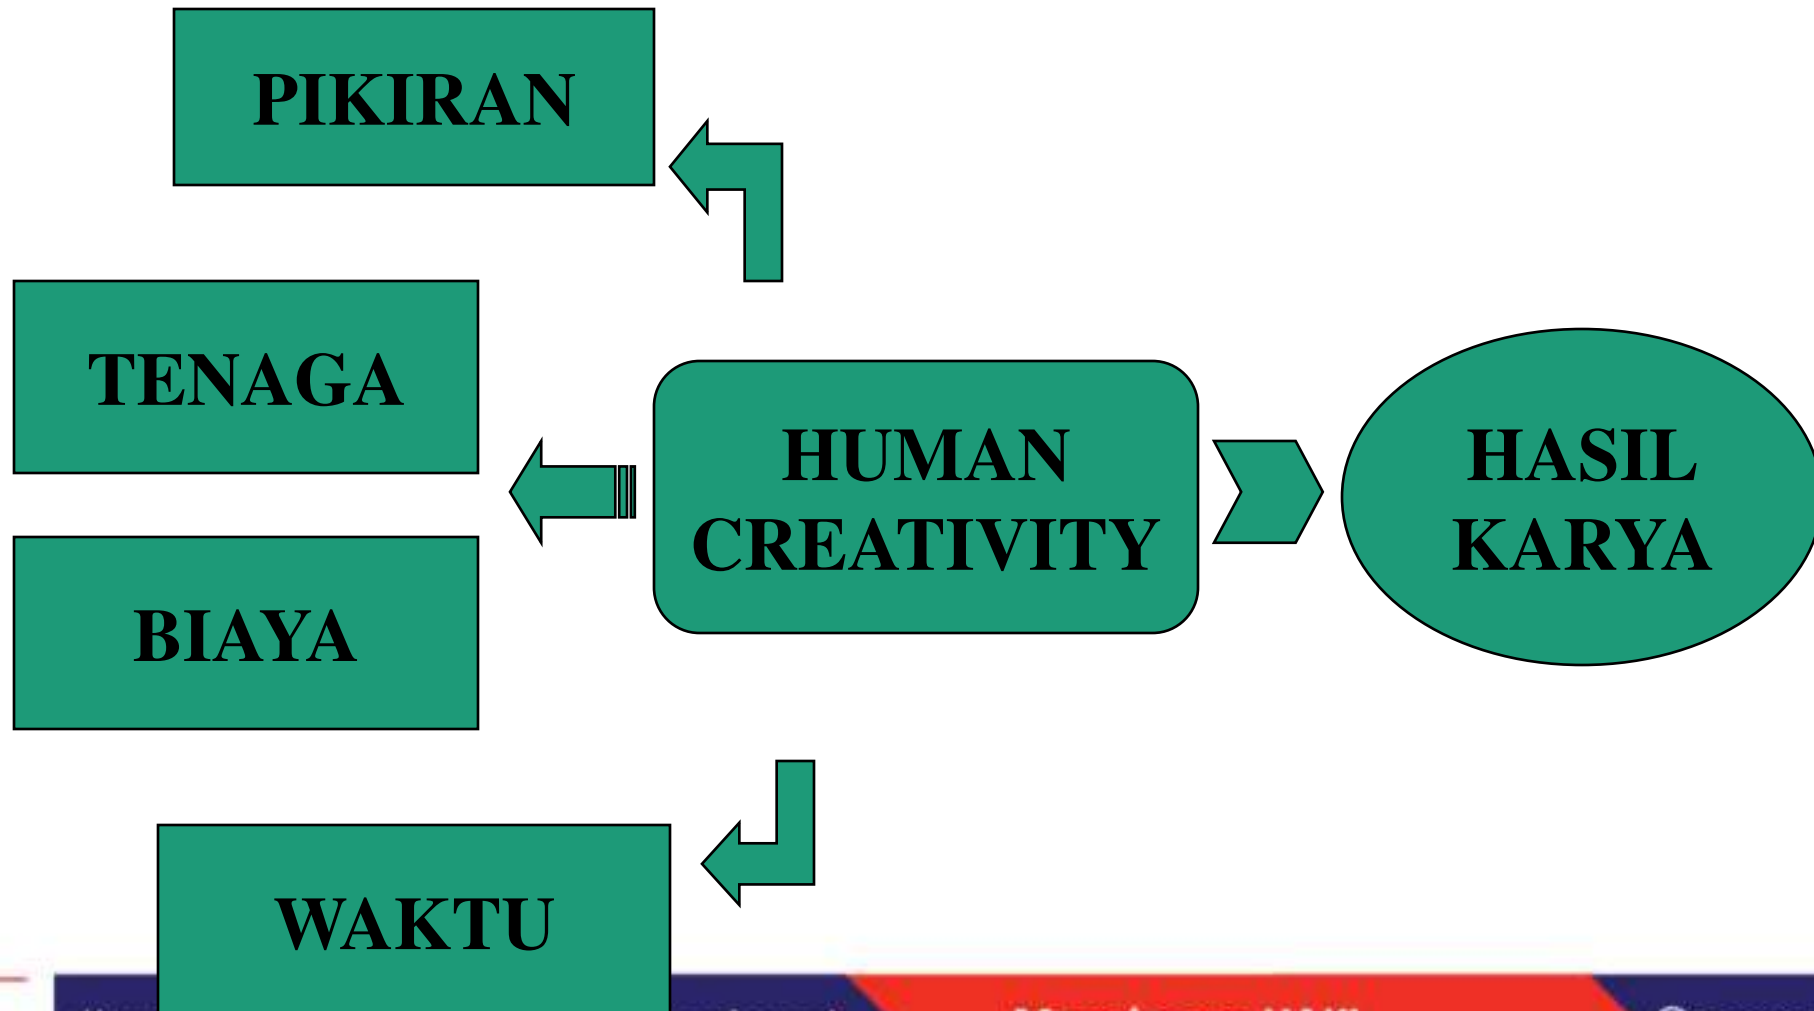 PIKIRAN
TENAGA
HUMAN
CREATIVITY
HASIL
KARYA
BIAYA
WAKTU